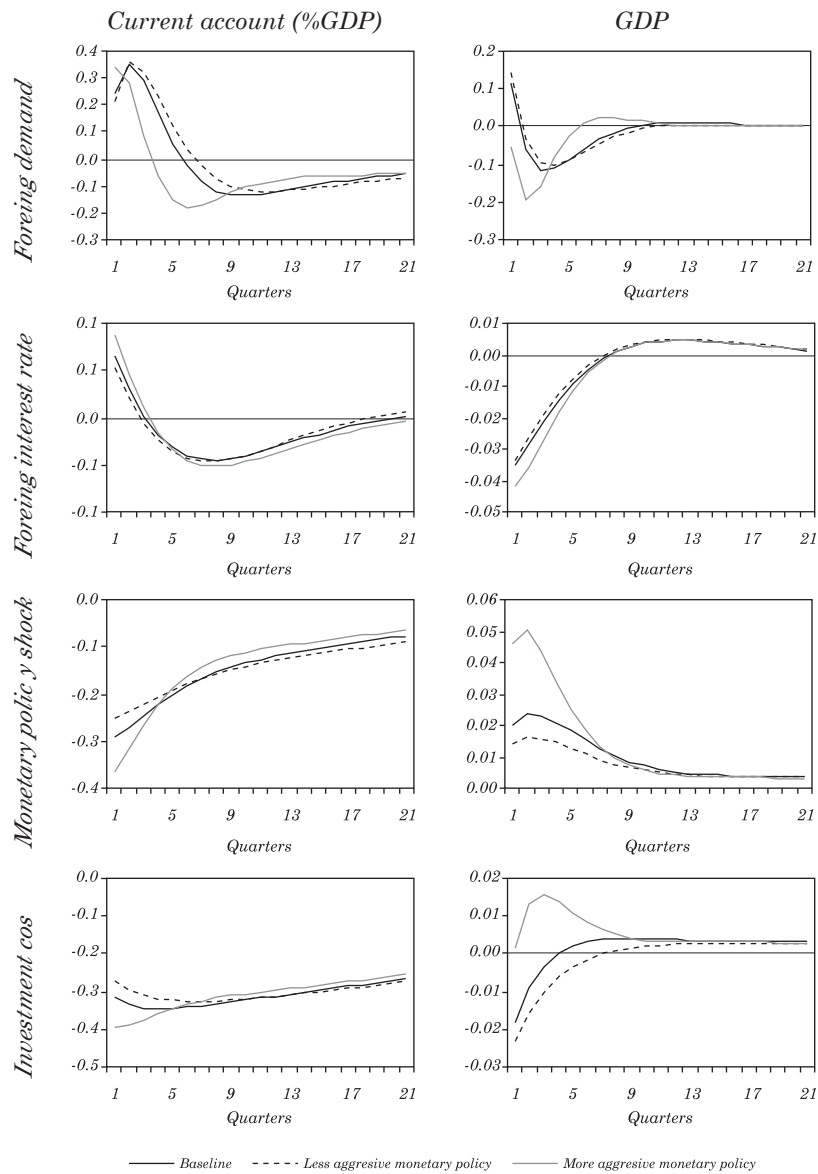 Current account (%GDP)
GDP
Foreing demand
0.4
0.3
0.2
0.1
0.0
-0.1
-0.2
-0.3
1 5 9 13 17 21
Quarters
0.2
0.1
0.0
-0.1
-0.2
-0.3
1 5 9 13 17 21
Quarters
Foreing interest rate
0.1
0.1
0.0
-0.1
-0.1
1 5 9 13 17 21
Quarters
0.01
0.00
-0.01
-0.02
-0.03
-0.04
-0.05
1 5 9 13 17 21
Quarters
Monetary polic y shock
0.0
-0.1
-0.2
-0.3
-0.4
1 5 9 13 17 21
Quarters
0.06
0.05
0.04
0.03
0.02
0.01
0.00
1 5 9 13 17 21
Quarters
Investment cos
0.0
-0.1
-0.2
-0.3
-0.4
-0.5
1 5 9 13 17 21
Quarters
0.02
0.01
0.00
-0.01
-0.02
-0.03
1 5 9 13 17 21
Quarters
Baseline Less aggresive monetary policy More aggresive monetary policy